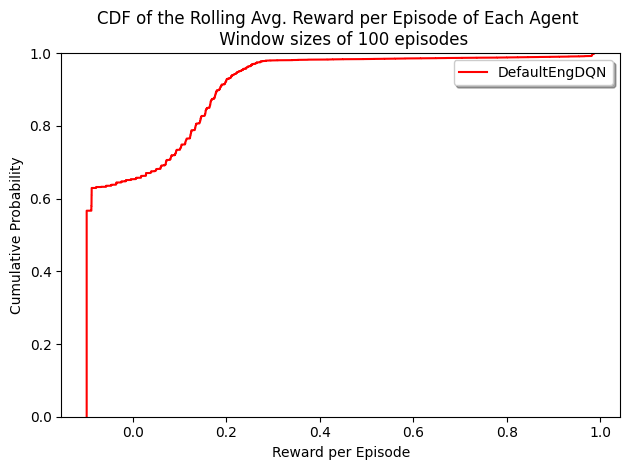 CDF of the Rolling Avg. Reward per Episode of Each Agent
Window sizes of 100 episodes
DefaultEngDQN
1.0
0.8
0.6
0.4
0.2
0.0
Cumulative Probability
0.0 0.2 0.4 0.6 0.8 1.0
Reward per Episode